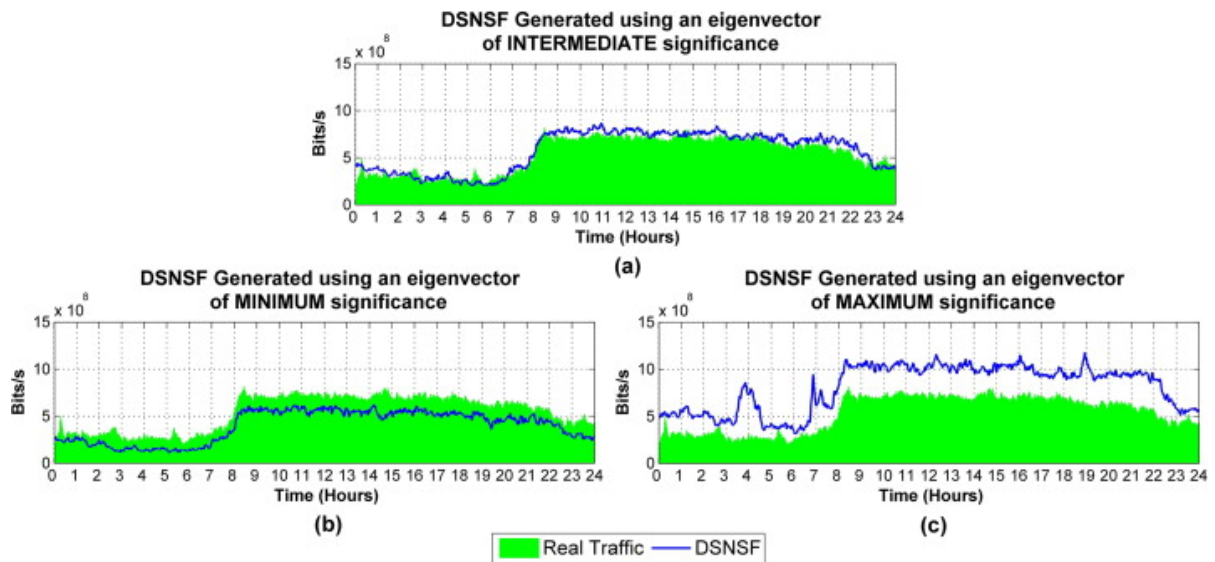 DSNSF Generated using an eigenvector
of INTERMEDIATE significance
x 10^8
15
10
5
0
Bits/s
0 1 2 3 4 5 6 7 8 9 10 11 12 13 14 15 16 17 18 19 20 21 22 23 24
Time (Hours)
(a)
DSNSF Generated using an eigenvector
of MINIMUM significance
x 10^8
15
10
5
0
Bits/s
0 1 2 3 4 5 6 7 8 9 10 11 12 13 14 15 16 17 18 19 20 21 22 23 24
Time (Hours)
(b)
DSNSF Generated using an eigenvector
of MAXIMUM significance
x 10^8
15
10
5
0
Bits/s
0 1 2 3 4 5 6 7 8 9 10 11 12 13 14 15 16 17 18 19 20 21 22 23 24
Time (Hours)
(c)
Real Traffic DSNSF